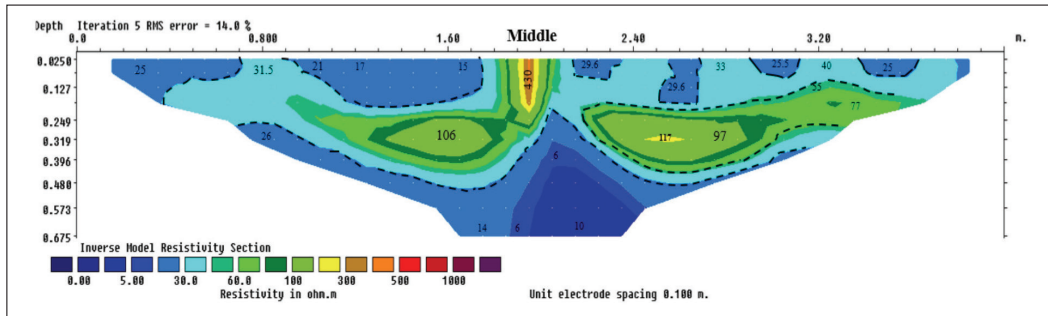 Depth Iteration 5 RMS error = 14.0 %
0.0 0.800 1.60 Middle 2.40 3.20 m.
0.0250
0.127
0.249
0.319
0.396
0.480
0.573
0.675
25 31.5 21 17 15 430 29.6 33 25.5 40 25
29.6 55 77
26 106 117 97
6
14 6 10
Inverse Model Resistivity Section
0.00 5.00 30.0 60.0 100 300 500 1000
Resistivity in ohm.m Unit electrode spacing 0.100 m.